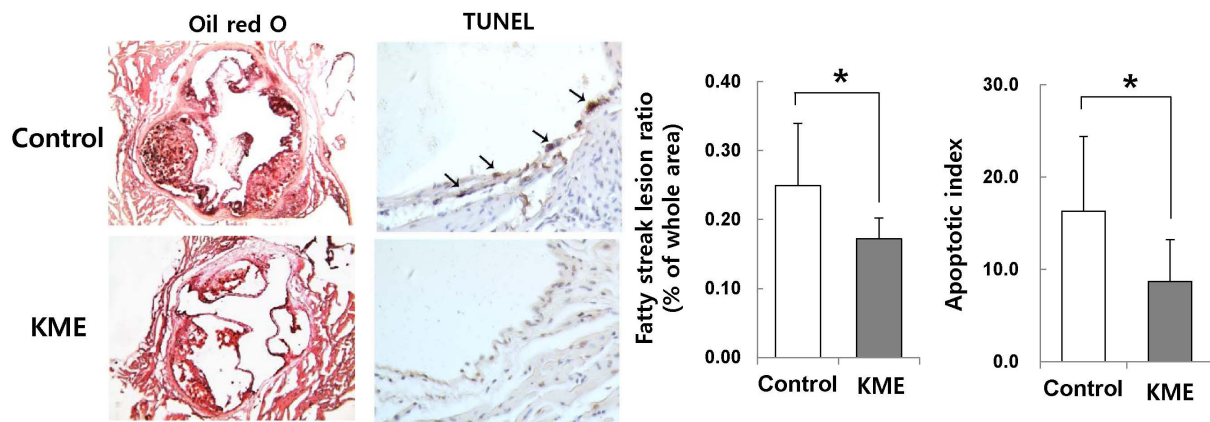 Oil red O
TUNEL
Control
KME
Fatty streak lesion ratio
(% of whole area)
0.40
0.30
0.20
0.10
0.00
*
Control
KME
Apoptotic index
30.0
20.0
10.0
0.0
*
Control
KME